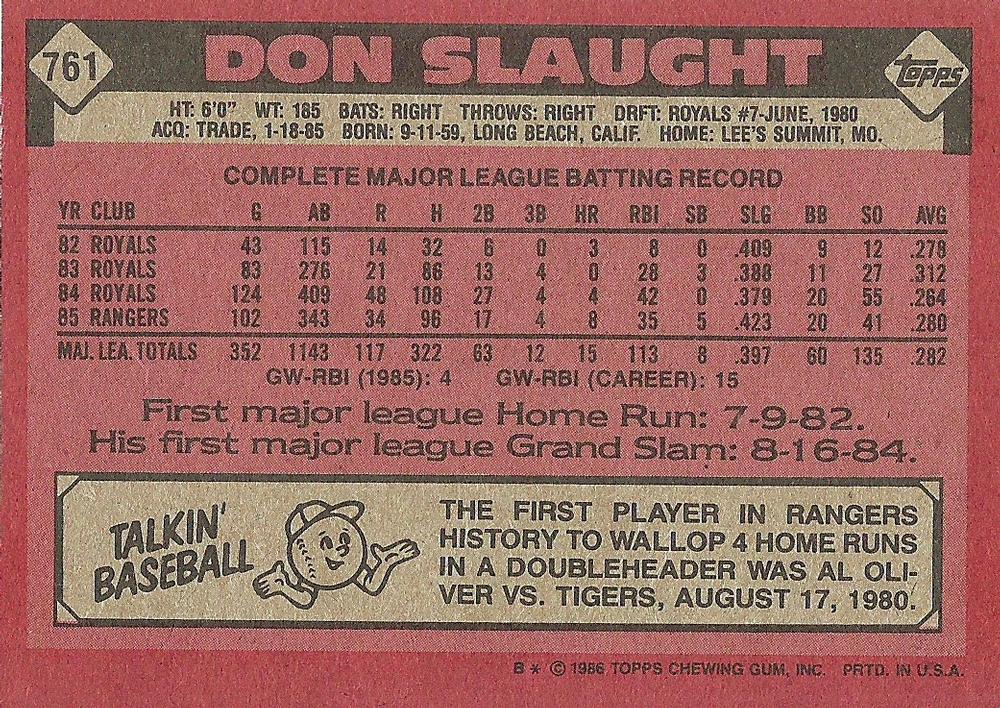 761 DON SLAUGHT Topps
HT: 6'0" WT: 185 BATS: RIGHT THROWS: RIGHT DRFT: ROYALS #7-JUNE, 1980
ACQ: TRADE, 1-18-85 BORN: 9-11-59, LONG BEACH, CALIF. HOME: LEE'S SUMMIT, MO.
COMPLETE MAJOR LEAGUE BATTING RECORD
YR CLUB G AB R H 2B 3B HR RBI SB SLG BB SO AVG
82 ROYALS 43 115 14 32 6 0 3 8 0 .409 9 12 .278
83 ROYALS 83 276 21 86 13 4 0 28 3 .388 11 27 .312
84 ROYALS 124 409 48 108 27 4 4 42 0 .379 20 55 .264
85 RANGERS 102 343 34 96 17 4 8 35 5 .423 20 41 .280
MAJ. LEA. TOTALS 352 1143 117 322 63 12 15 113 8 .397 60 135 .282
GW-RBI (1985): 4 GW-RBI (CAREER): 15
First major league Home Run: 7-9-82.
His first major league Grand Slam: 8-16-84.
TALKIN'
BASEBALL
THE FIRST PLAYER IN RANGERS
HISTORY TO WALLOP 4 HOME RUNS
IN A DOUBLEHEADER WAS AL OLI-
VER VS. TIGERS, AUGUST 17, 1980.
B * © 1986 TOPPS CHEWING GUM, INC. PRTD. IN U.S.A.